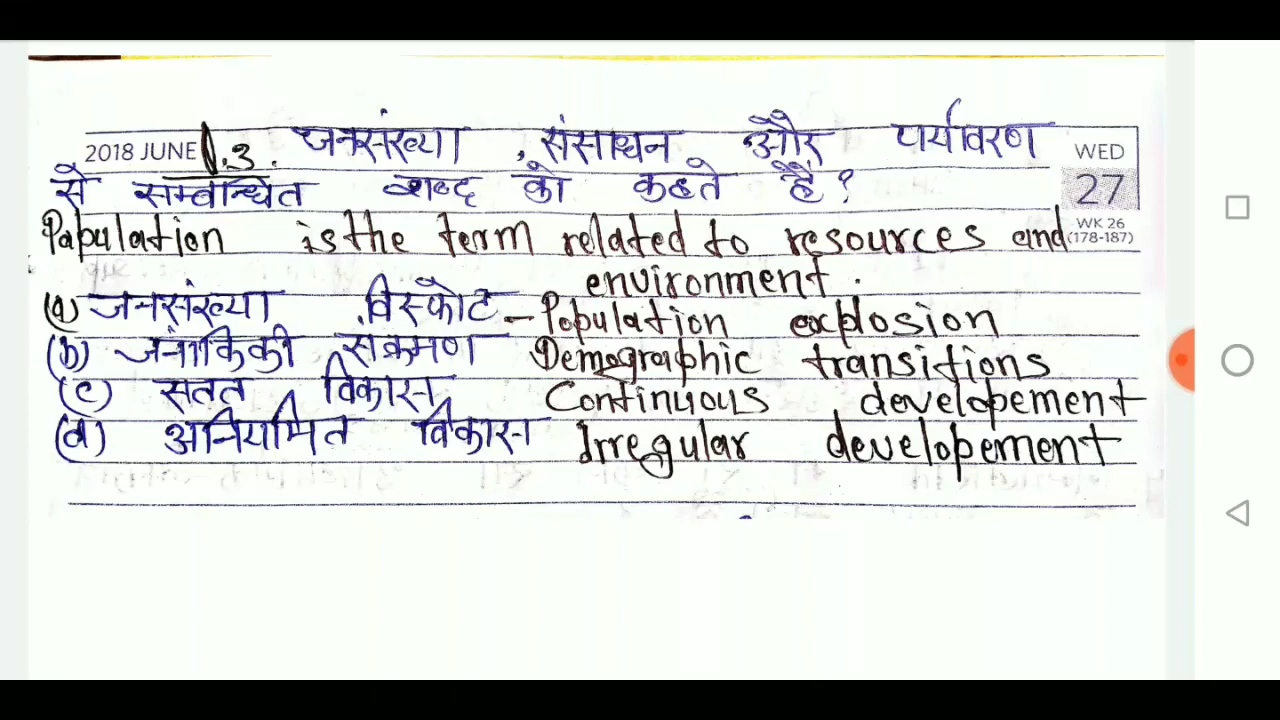 2018 JUNE Q.3. जनसंख्या , संसाधन और पर्यावरण WED
से सम्बन्धित शब्द को कहते हैं ? 27
WK 26
(178-187)
Papulation is the term related to resources and
environment .
(a) जनसंख्या .विस्फोट - Population explosion
(b) जनांकिकी संक्रमण Demographic transitions
(c) सतत विकास Continuous developement
(d) अनियमित विकास Irregular developement